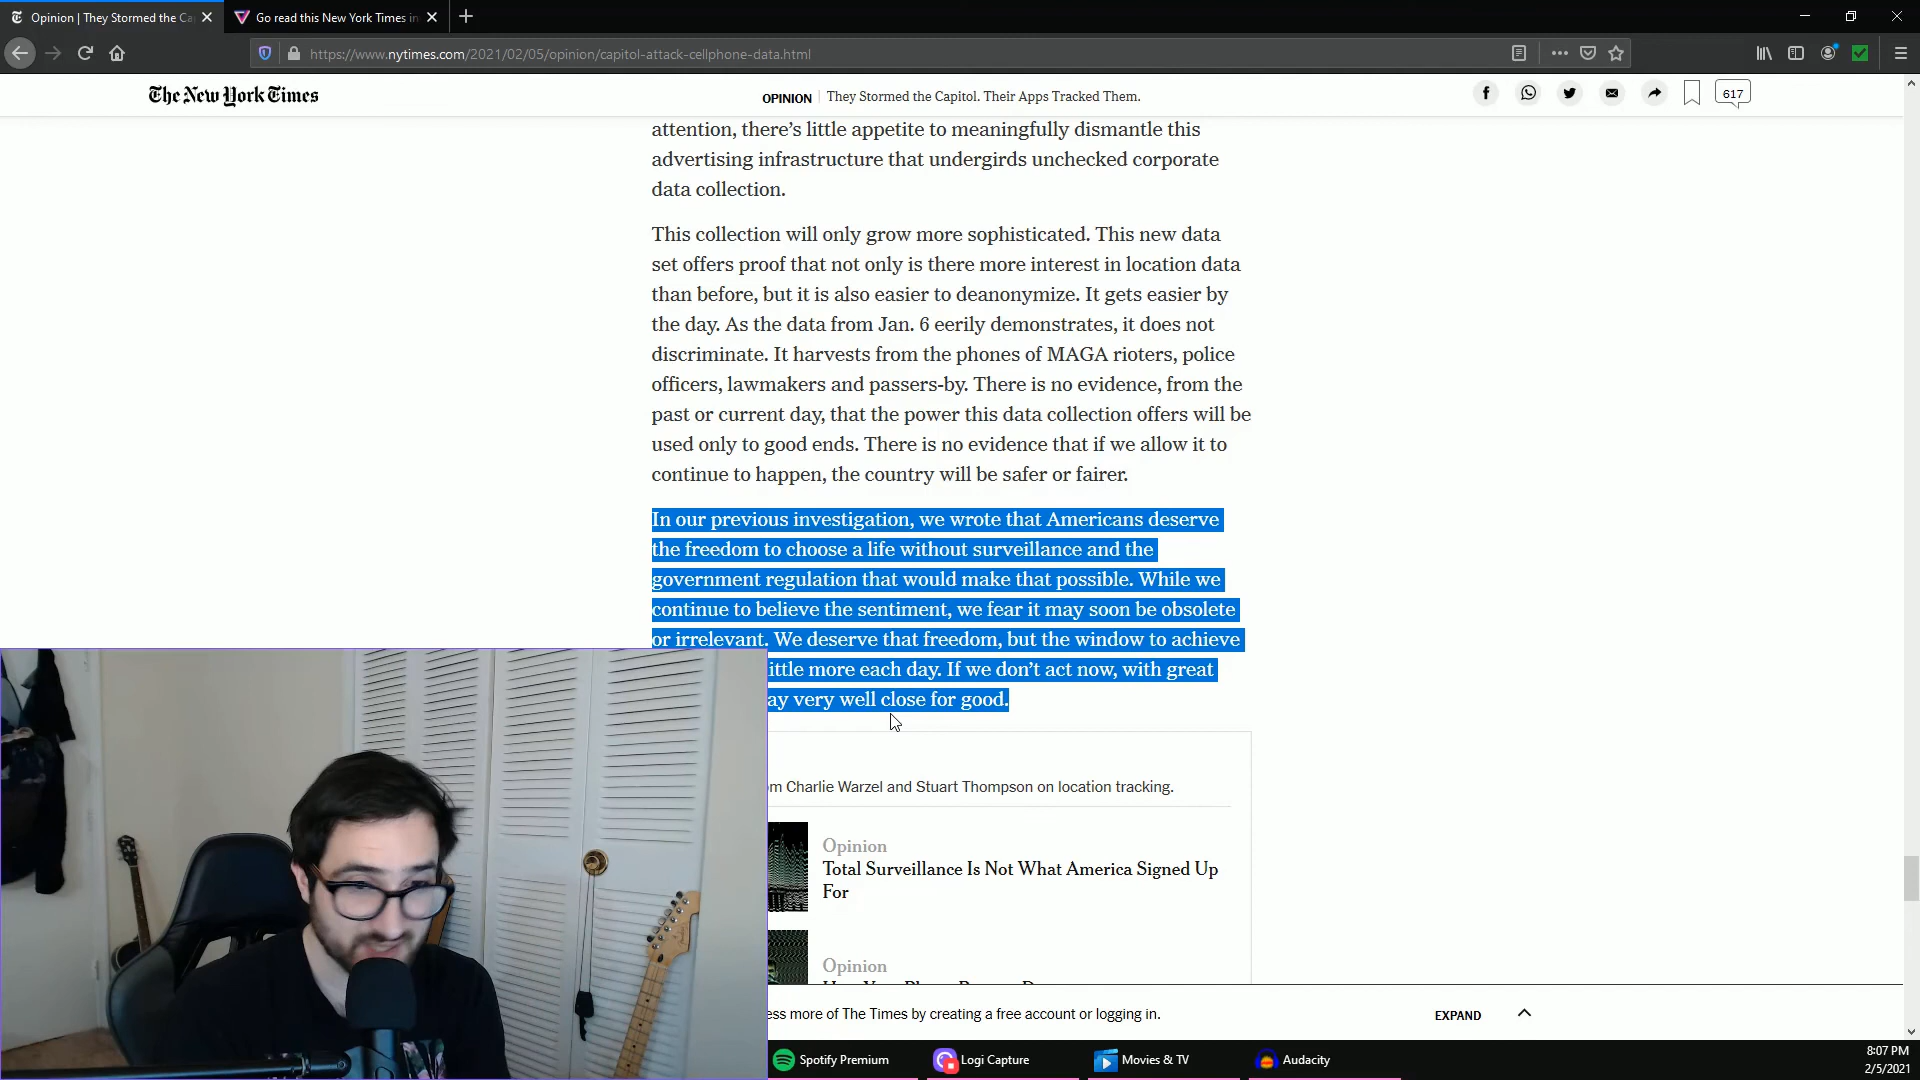 Opinion | They Stormed the Ca
Go read this New York Times in
https://www.nytimes.com/2021/02/05/opinion/capitol-attack-cellphone-data.html
The New York Times
OPINION
They Stormed the Capitol. Their Apps Tracked Them.
617
attention, there's little appetite to meaningfully dismantle this
advertising infrastructure that undergirds unchecked corporate
data collection.
This collection will only grow more sophisticated. This new data
set offers proof that not only is there more interest in location data
than before, but it is also easier to deanonymize. It gets easier by
the day. As the data from Jan. 6 eerily demonstrates, it does not
discriminate. It harvests from the phones of MAGA rioters, police
officers, lawmakers and passers-by. There is no evidence, from the
past or current day, that the power this data collection offers will be
used only to good ends. There is no evidence that if we allow it to
continue to happen, the country will be safer or fairer.
In our previous investigation, we wrote that Americans deserve
the freedom to choose a life without surveillance and the
government regulation that would make that possible. While we
continue to believe the sentiment, we fear it may soon be obsolete
or irrelevant. We deserve that freedom, but the window to achieve
ittle more each day. If we don't act now, with great
ay very well close for good.
om Charlie Warzel and Stuart Thompson on location tracking.
Opinion
Total Surveillance Is Not What America Signed Up
For
Opinion
ess more of The Times by creating a free account or logging in.
EXPAND
Spotify Premium
Logi Capture
Movies & TV
Audacity
8:07 PM
2/5/2021